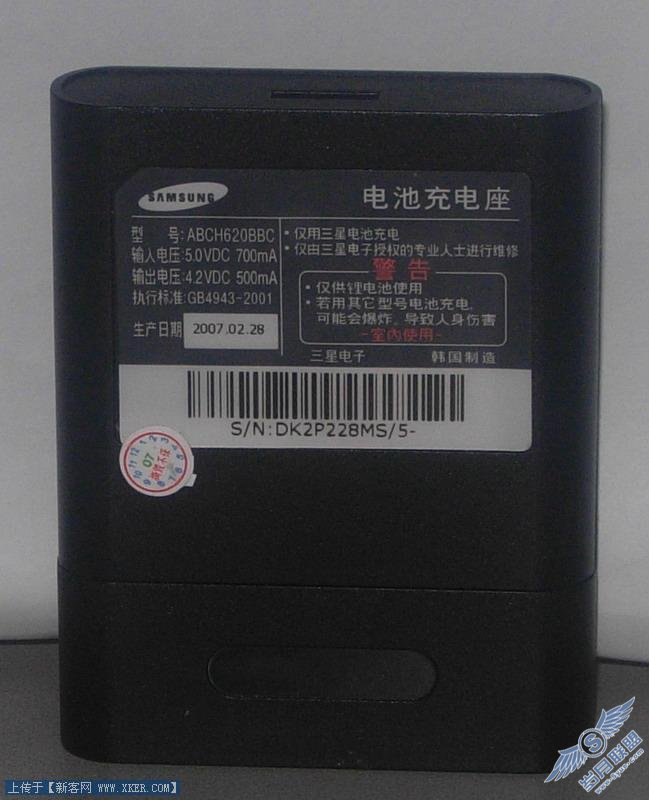 SAMSUNG
电池充电座
型 号:ABCH620BBC
输入电压:5.0VDC 700mA
输出电压:4.2VDC 500mA
执行标准:GB4943-2001
生产日期 2007.02.28
•仅用三星电池充电
•仅由三星电子授权的专业人士进行维修
警告
•仅供锂电池使用
•若用其它型号电池充电,
可能会爆炸。导致人身伤害
-室内使用-
三星电子 韩国制造
S/N:DK2P228MS/5-
07
上传于【新客网 www.XKER.com】